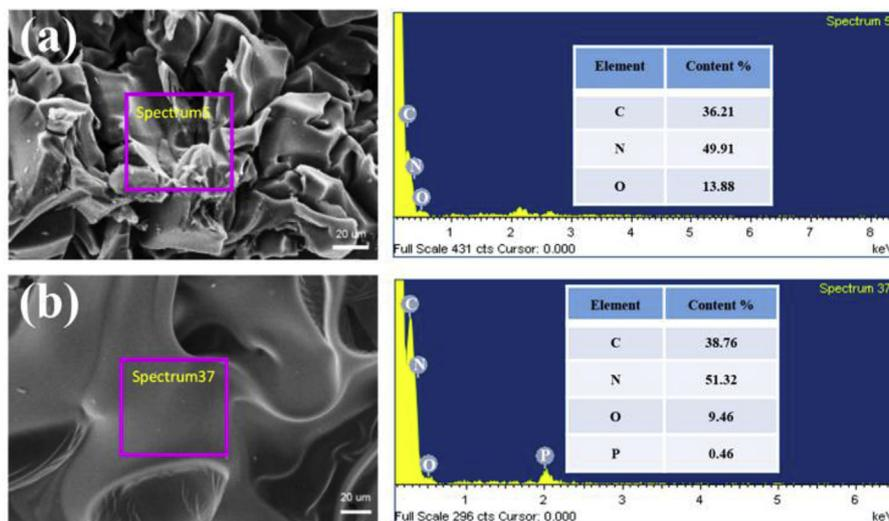 (a)
Spectrum5
20 um
Spectrum 5
Element Content %
C 36.21
N 49.91
O 13.88
C
N
O
1 2 3 4 5 6 7 8
Full Scale 431 cts Cursor: 0.000 keV
(b)
Spectrum37
20 um
Spectrum 37
Element Content %
C 38.76
N 51.32
O 9.46
P 0.46
C
N
O
P
1 2 3 4 5 6
Full Scale 296 cts Cursor: 0.000 keV